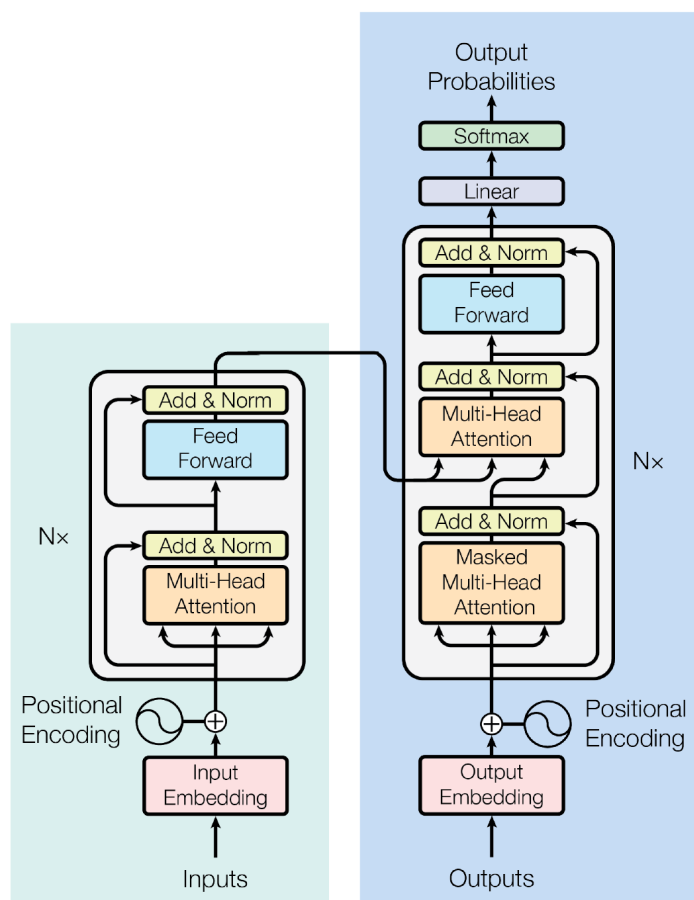 Output
Probabilities
Softmax
Linear
Add & Norm
Feed
Forward
Add & Norm
Multi-Head
Attention
Nx
Add & Norm
Masked
Multi-Head
Attention
Positional
Encoding
Output
Embedding
Outputs
Add & Norm
Feed
Forward
Nx
Add & Norm
Multi-Head
Attention
Positional
Encoding
Input
Embedding
Inputs